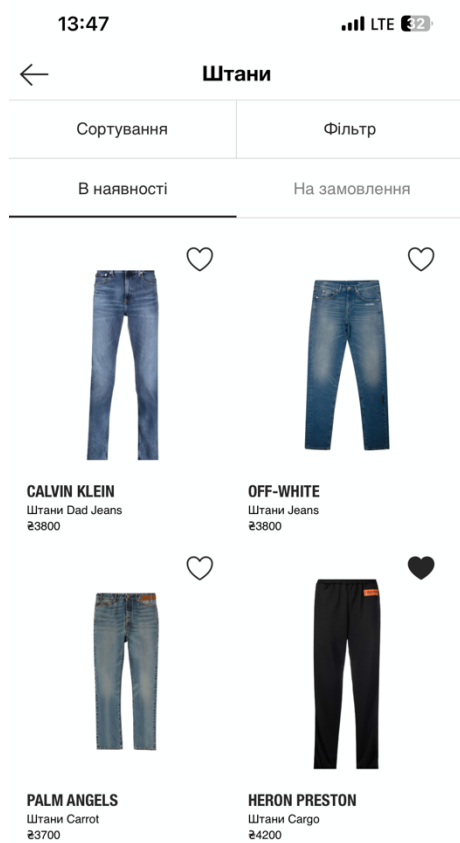 13:47 LTE 32
Штани
Сортування Фільтр
В наявності На замовлення
CALVIN KLEIN OFF-WHITE
Штани Dad Jeans Штани Jeans
₴3800 ₴3800
PALM ANGELS HERON PRESTON
Штани Carrot Штани Cargo
₴3700 ₴4200